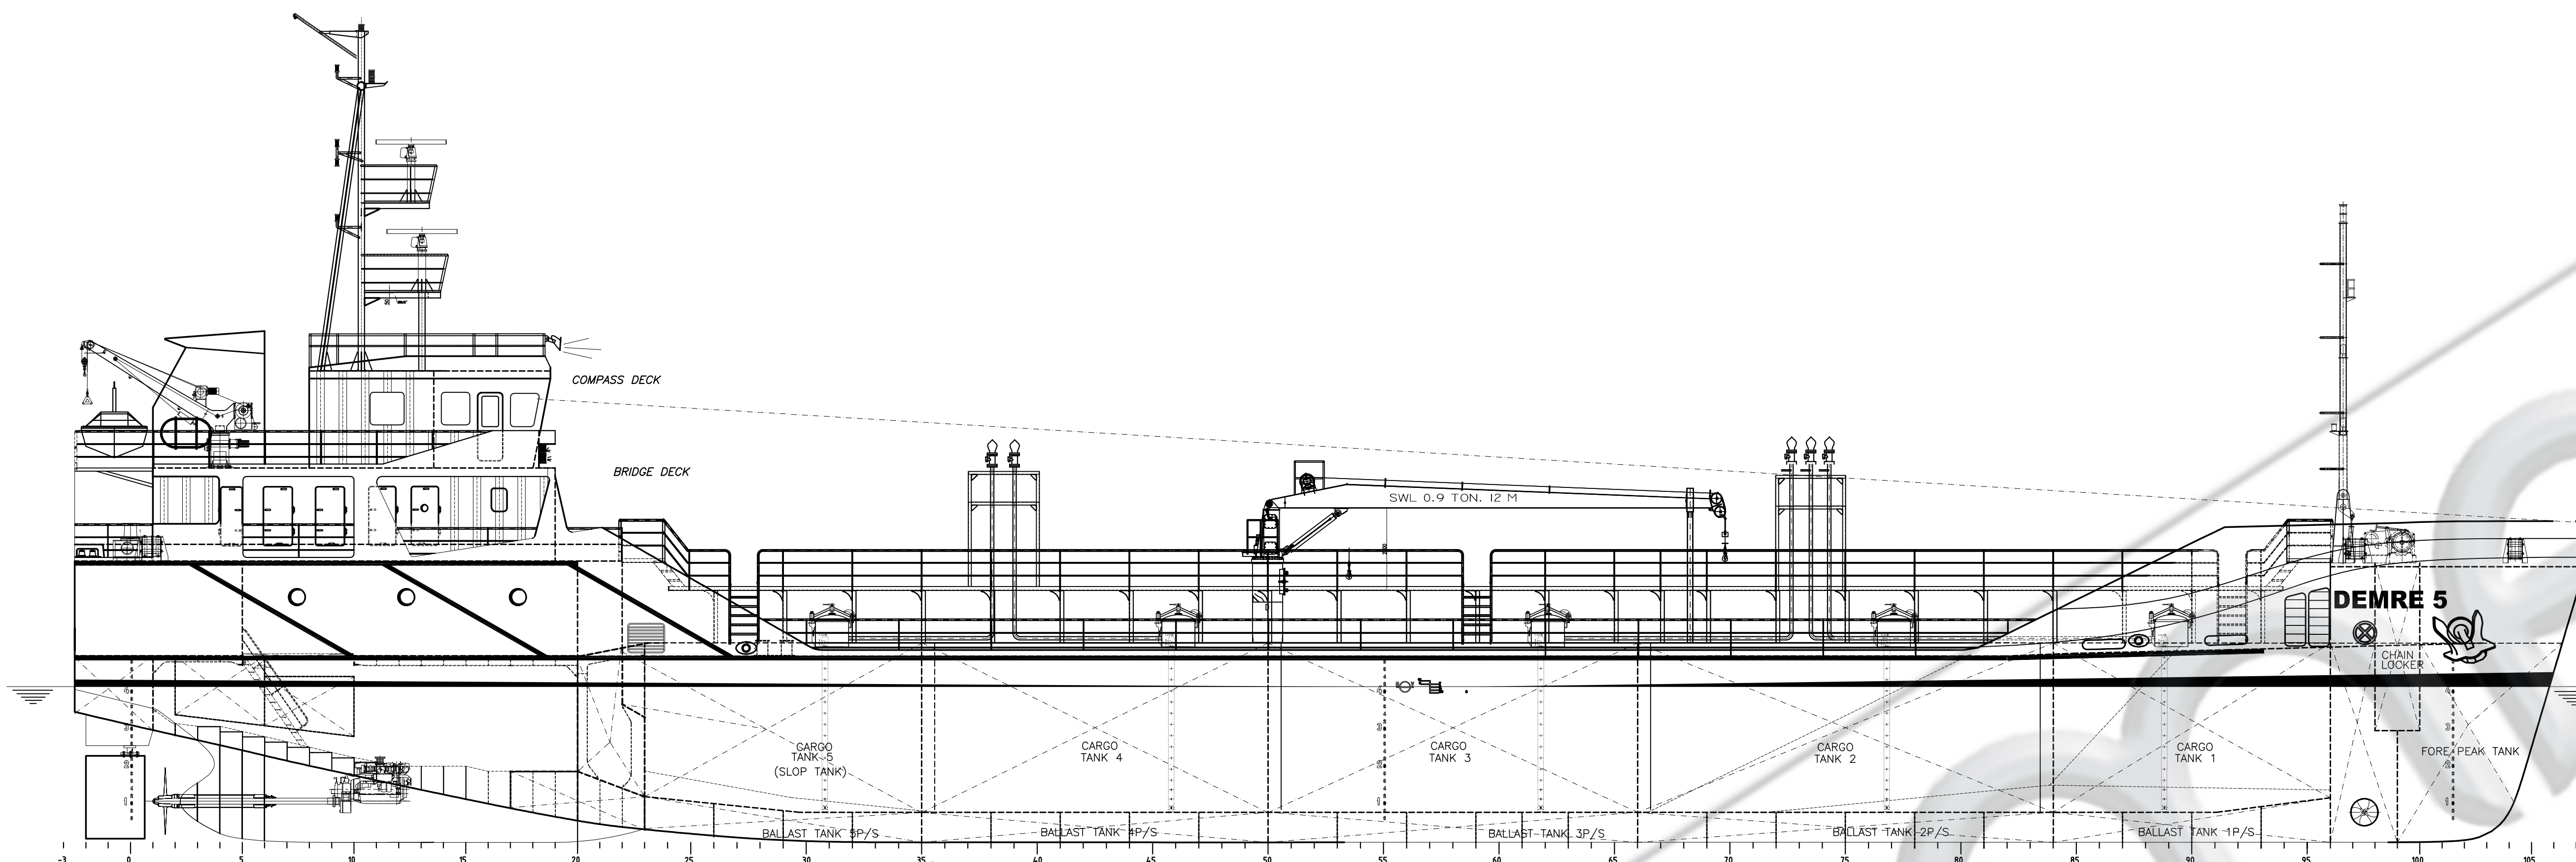 COMPASS DECK
BRIDGE DECK
SWL 0.9 TON. 12 M
DEMRE 5
CHAIN
LOCKER
CARGO
TANK 5
(SLOP TANK)
CARGO
TANK 4
CARGO
TANK 3
CARGO
TANK 2
CARGO
TANK 1
FORE PEAK TANK
BALLAST TANK 5P/S
BALLAST TANK 4P/S
BALLAST TANK 3P/S
BALLAST TANK 2P/S
BALLAST TANK 1P/S
-3 0 5 10 15 20 25 30 35 40 45 50 55 60 65 70 75 80 85 90 95 100 105